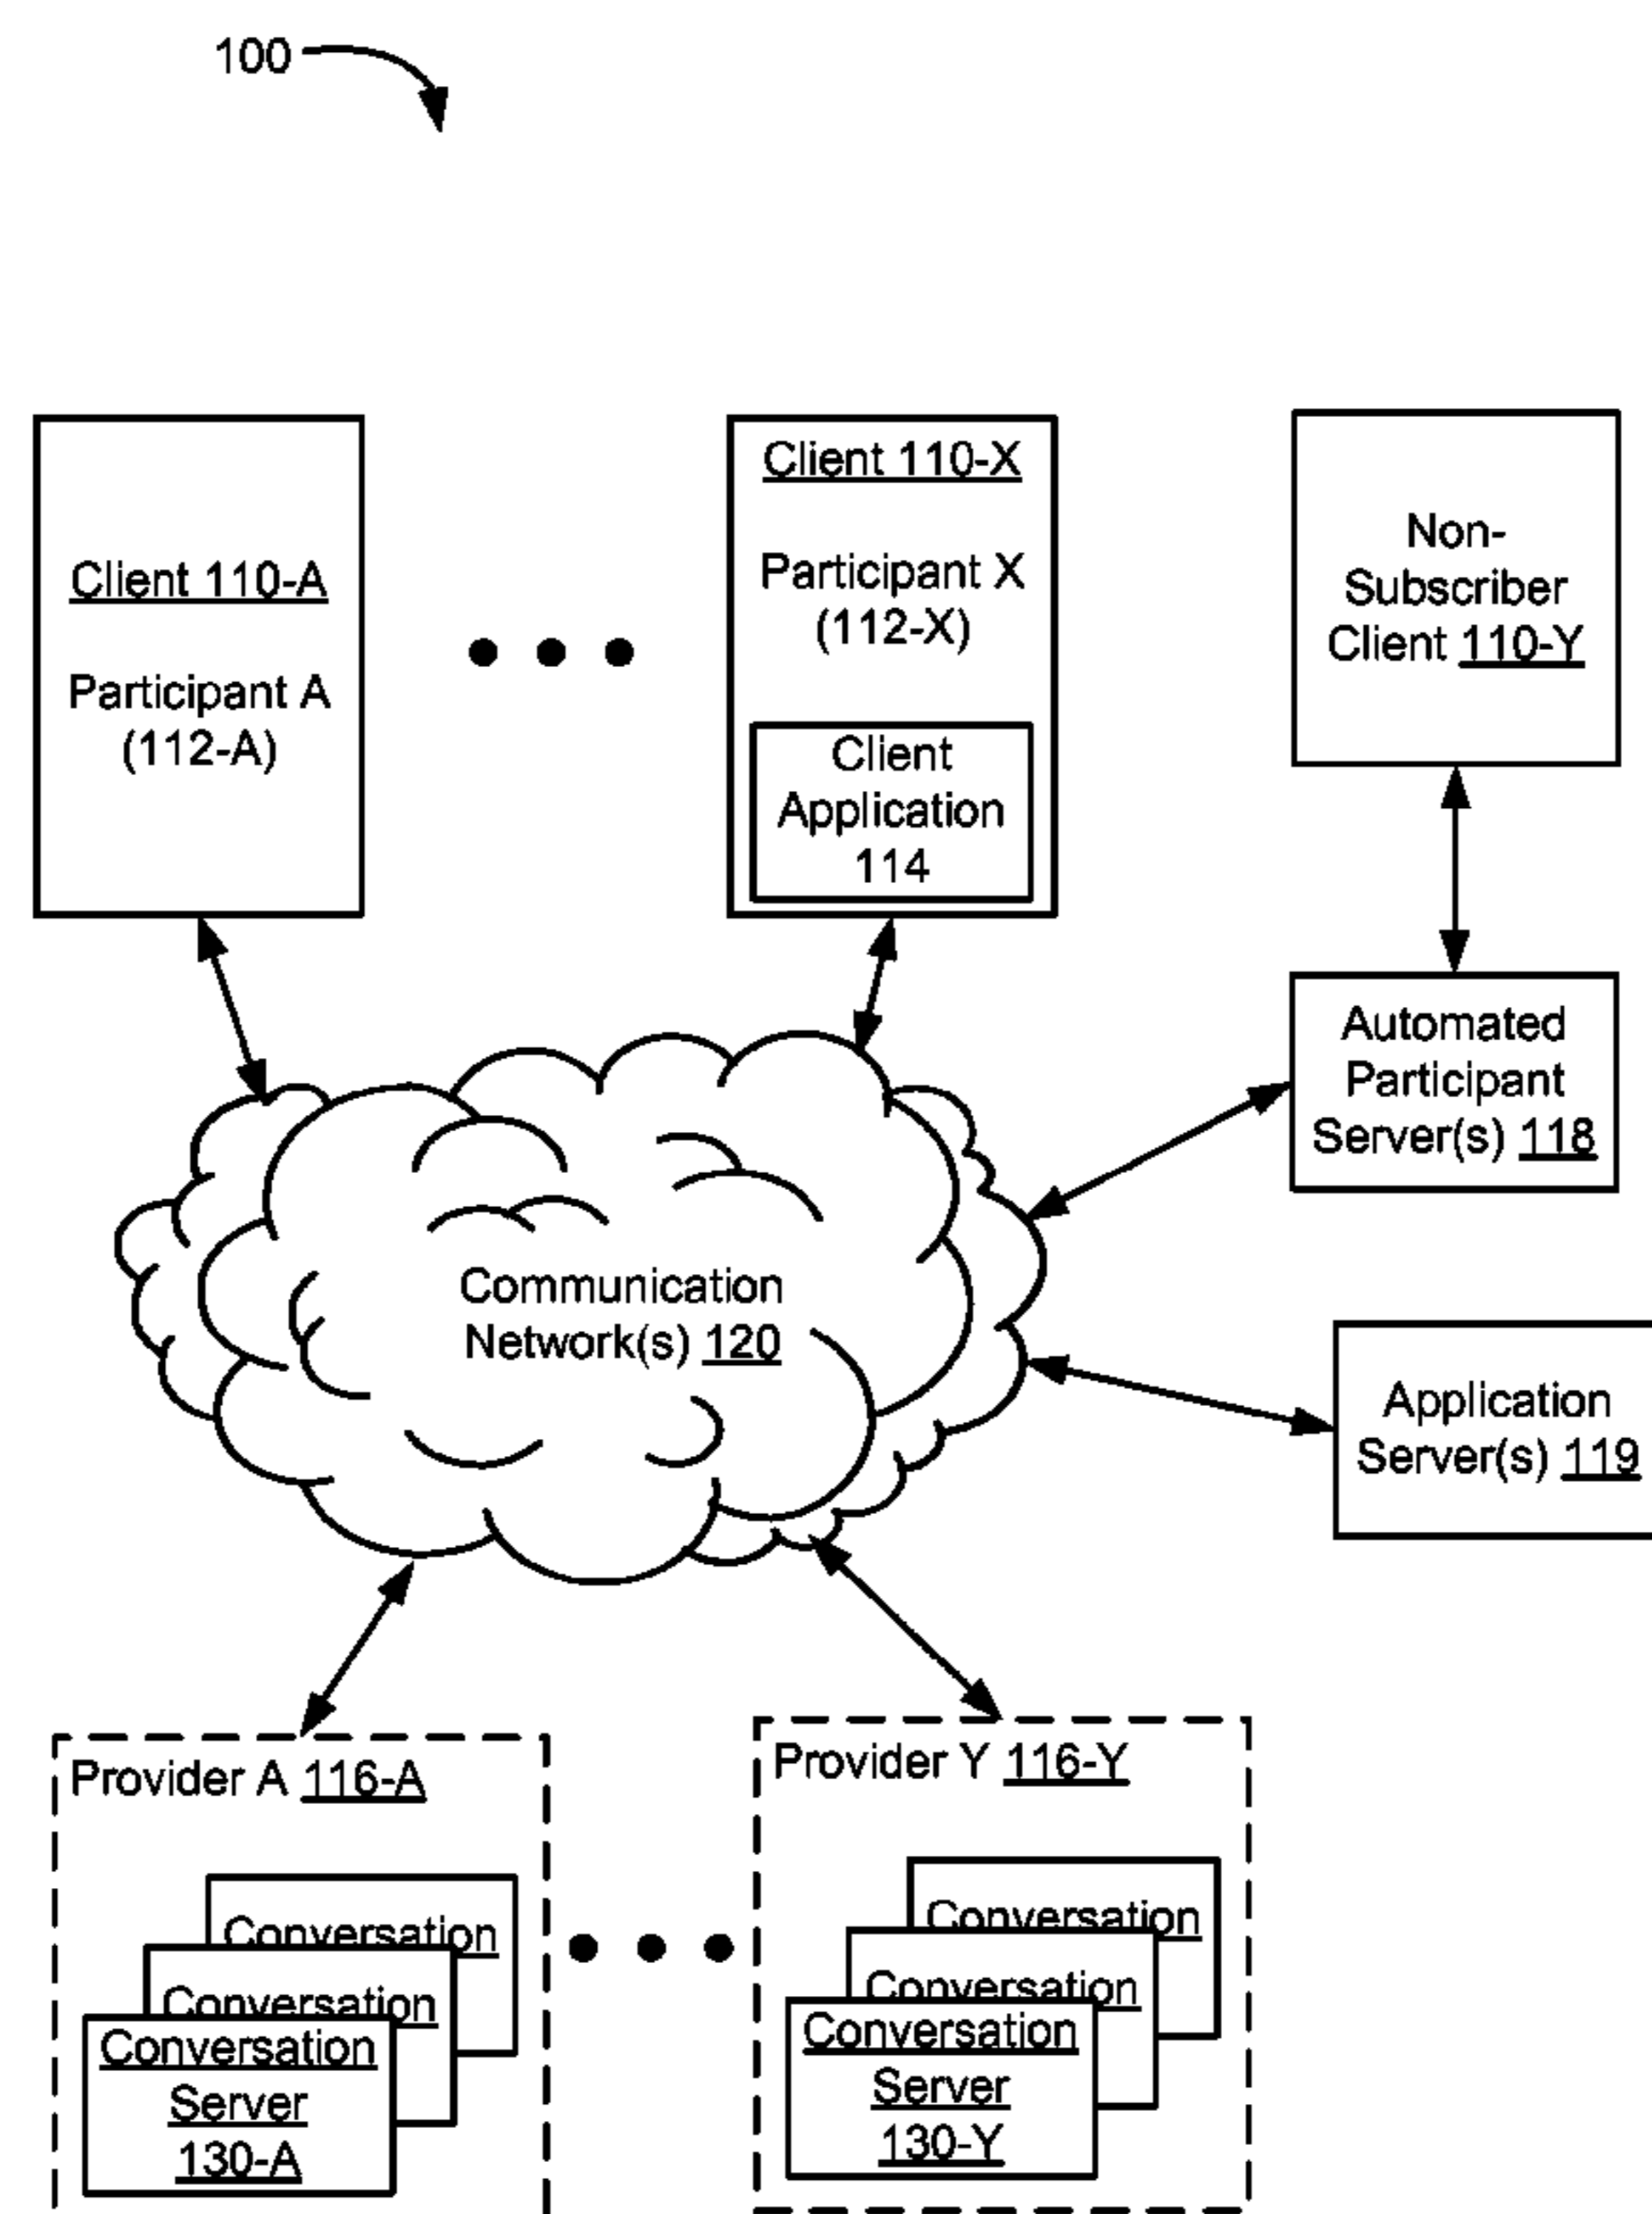 100
Client 110-A
Participant A
(112-A)
Client 110-X
Participant X
(112-X)
Client
Application
114
Non-
Subscriber
Client 110-Y
Automated
Participant
Server(s) 118
Communication
Network(s) 120
Application
Server(s) 119
Provider A 116-A
Conversation
Conversation
Conversation
Server
130-A
Provider Y 116-Y
Conversation
Conversation
Conversation
Server
130-Y